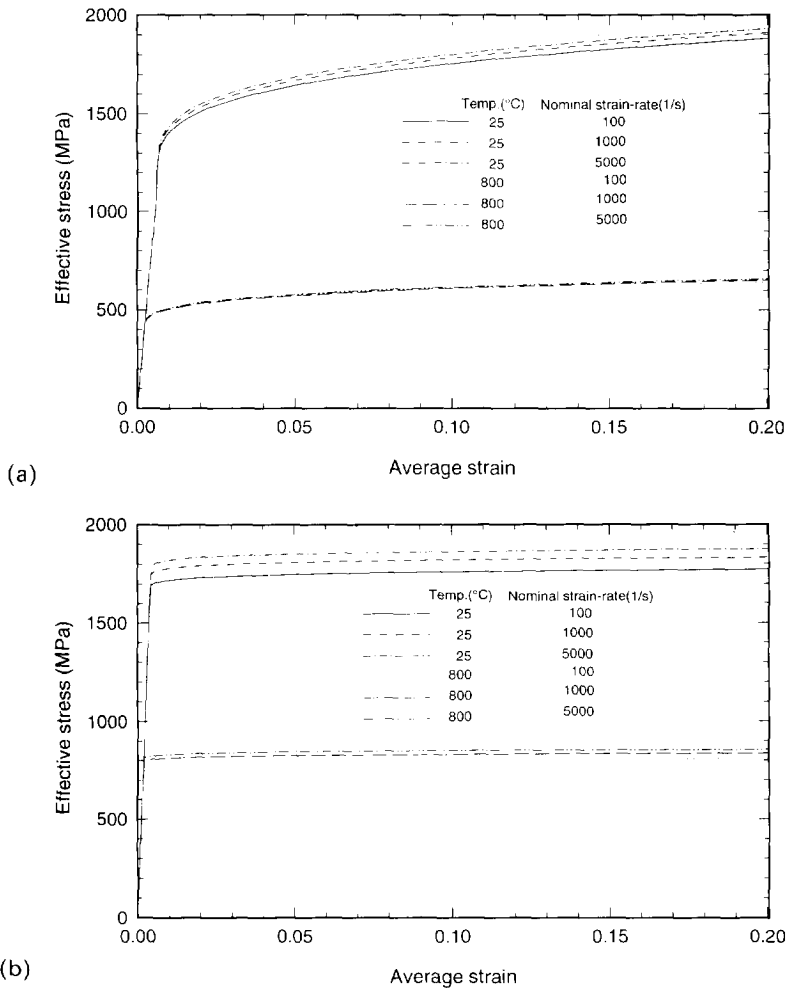 2000
1500
1000
500
0
Effective stress (MPa)
Temp.(°C) Nominal strain-rate(1/s)
25 100
25 1000
25 5000
800 100
800 1000
800 5000
0.00 0.05 0.10 0.15 0.20
Average strain
(a)
2000
1500
1000
500
0
Effective stress (MPa)
Temp.(°C) Nominal strain-rate(1/s)
25 100
25 1000
25 5000
800 100
800 1000
800 5000
0.00 0.05 0.10 0.15 0.20
Average strain
(b)